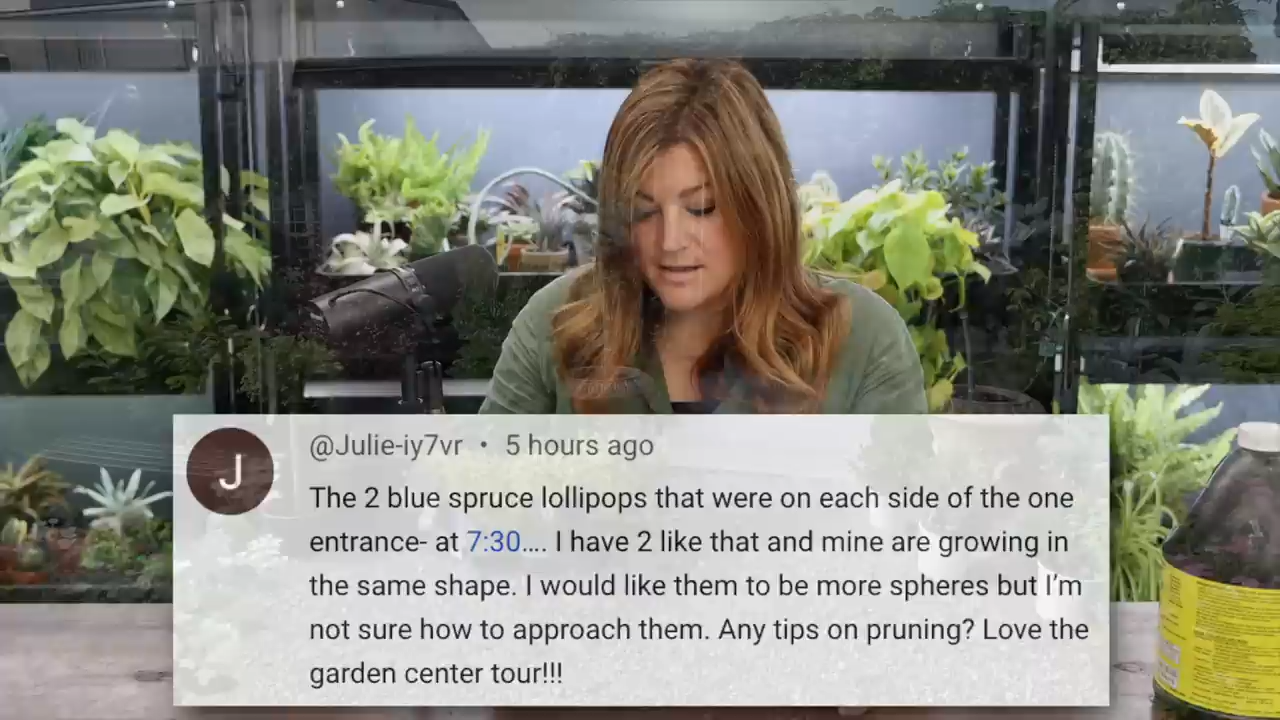 J
@Julie-iy7vr • 5 hours ago
The 2 blue spruce lollipops that were on each side of the one
entrance- at 7:30.... I have 2 like that and mine are growing in
the same shape. I would like them to be more spheres but I’m
not sure how to approach them. Any tips on pruning? Love the
garden center tour!!!